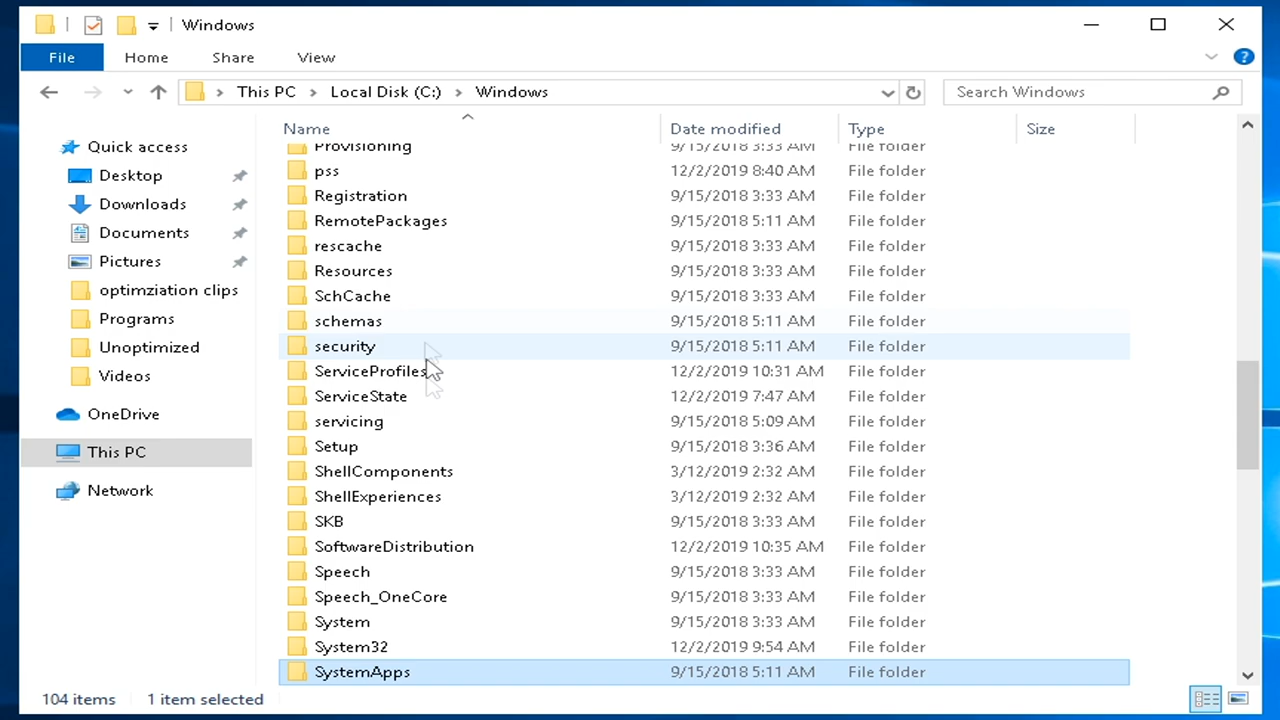 Windows
File Home Share View
This PC Local Disk (C:) Windows Search Windows
Name Date modified Type Size
Quick access
Desktop
Downloads
Documents
Pictures
optimziation clips
Programs
Unoptimized
Videos
OneDrive
This PC
Network
Provisioning 9/15/2018 3:33 AM File folder
pss 12/2/2019 8:40 AM File folder
Registration 9/15/2018 3:33 AM File folder
RemotePackages 9/15/2018 5:11 AM File folder
rescache 9/15/2018 3:33 AM File folder
Resources 9/15/2018 3:33 AM File folder
SchCache 9/15/2018 3:33 AM File folder
schemas 9/15/2018 5:11 AM File folder
security 9/15/2018 5:11 AM File folder
ServiceProfiles 12/2/2019 10:31 AM File folder
ServiceState 12/2/2019 7:47 AM File folder
servicing 9/15/2018 5:09 AM File folder
Setup 9/15/2018 3:36 AM File folder
ShellComponents 3/12/2019 2:32 AM File folder
ShellExperiences 3/12/2019 2:32 AM File folder
SKB 9/15/2018 3:33 AM File folder
SoftwareDistribution 12/2/2019 10:35 AM File folder
Speech 9/15/2018 3:33 AM File folder
Speech_OneCore 9/15/2018 3:33 AM File folder
System 9/15/2018 3:33 AM File folder
System32 12/2/2019 9:54 AM File folder
SystemApps 9/15/2018 5:11 AM File folder
104 items 1 item selected